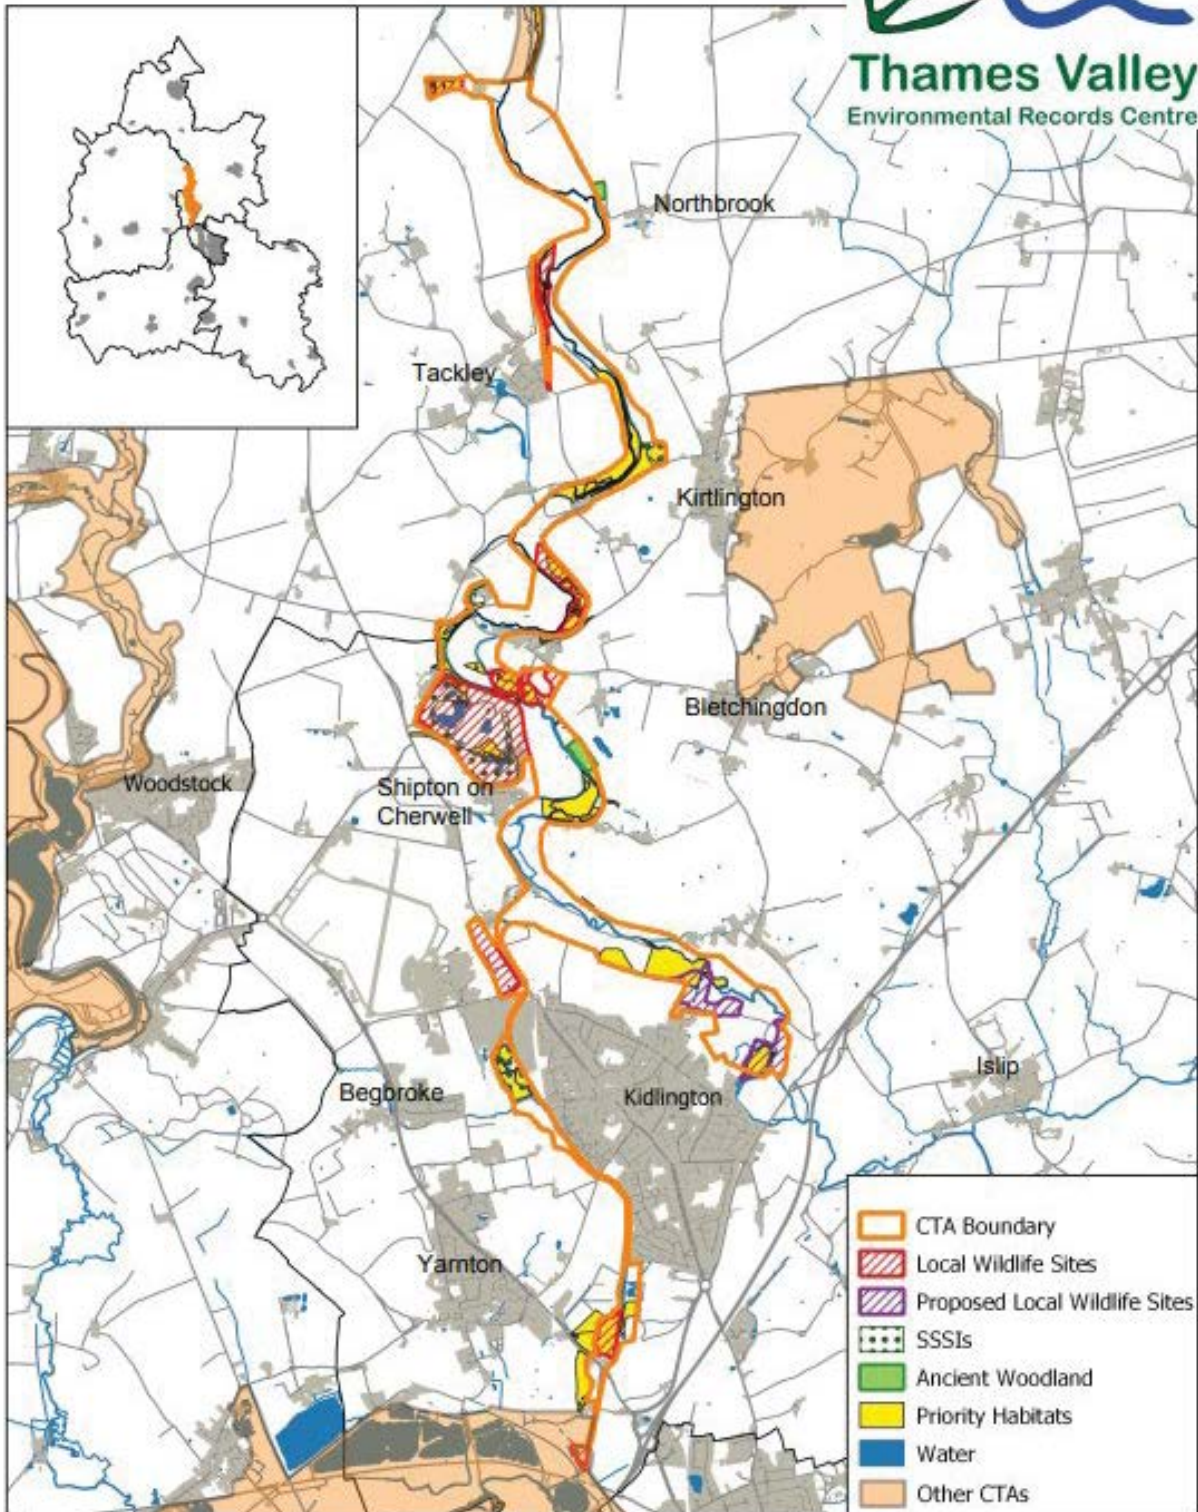 Thames Valley
Environmental Records Centre
Northbrook
Tackley
Kirtlington
Bletchingdon
Woodstock
Shipton on
Cherwell
Islip
Begbroke
Kidlington
Yarnton
CTA Boundary
Local Wildlife Sites
Proposed Local Wildlife Sites
SSSIs
Ancient Woodland
Priority Habitats
Water
Other CTAs